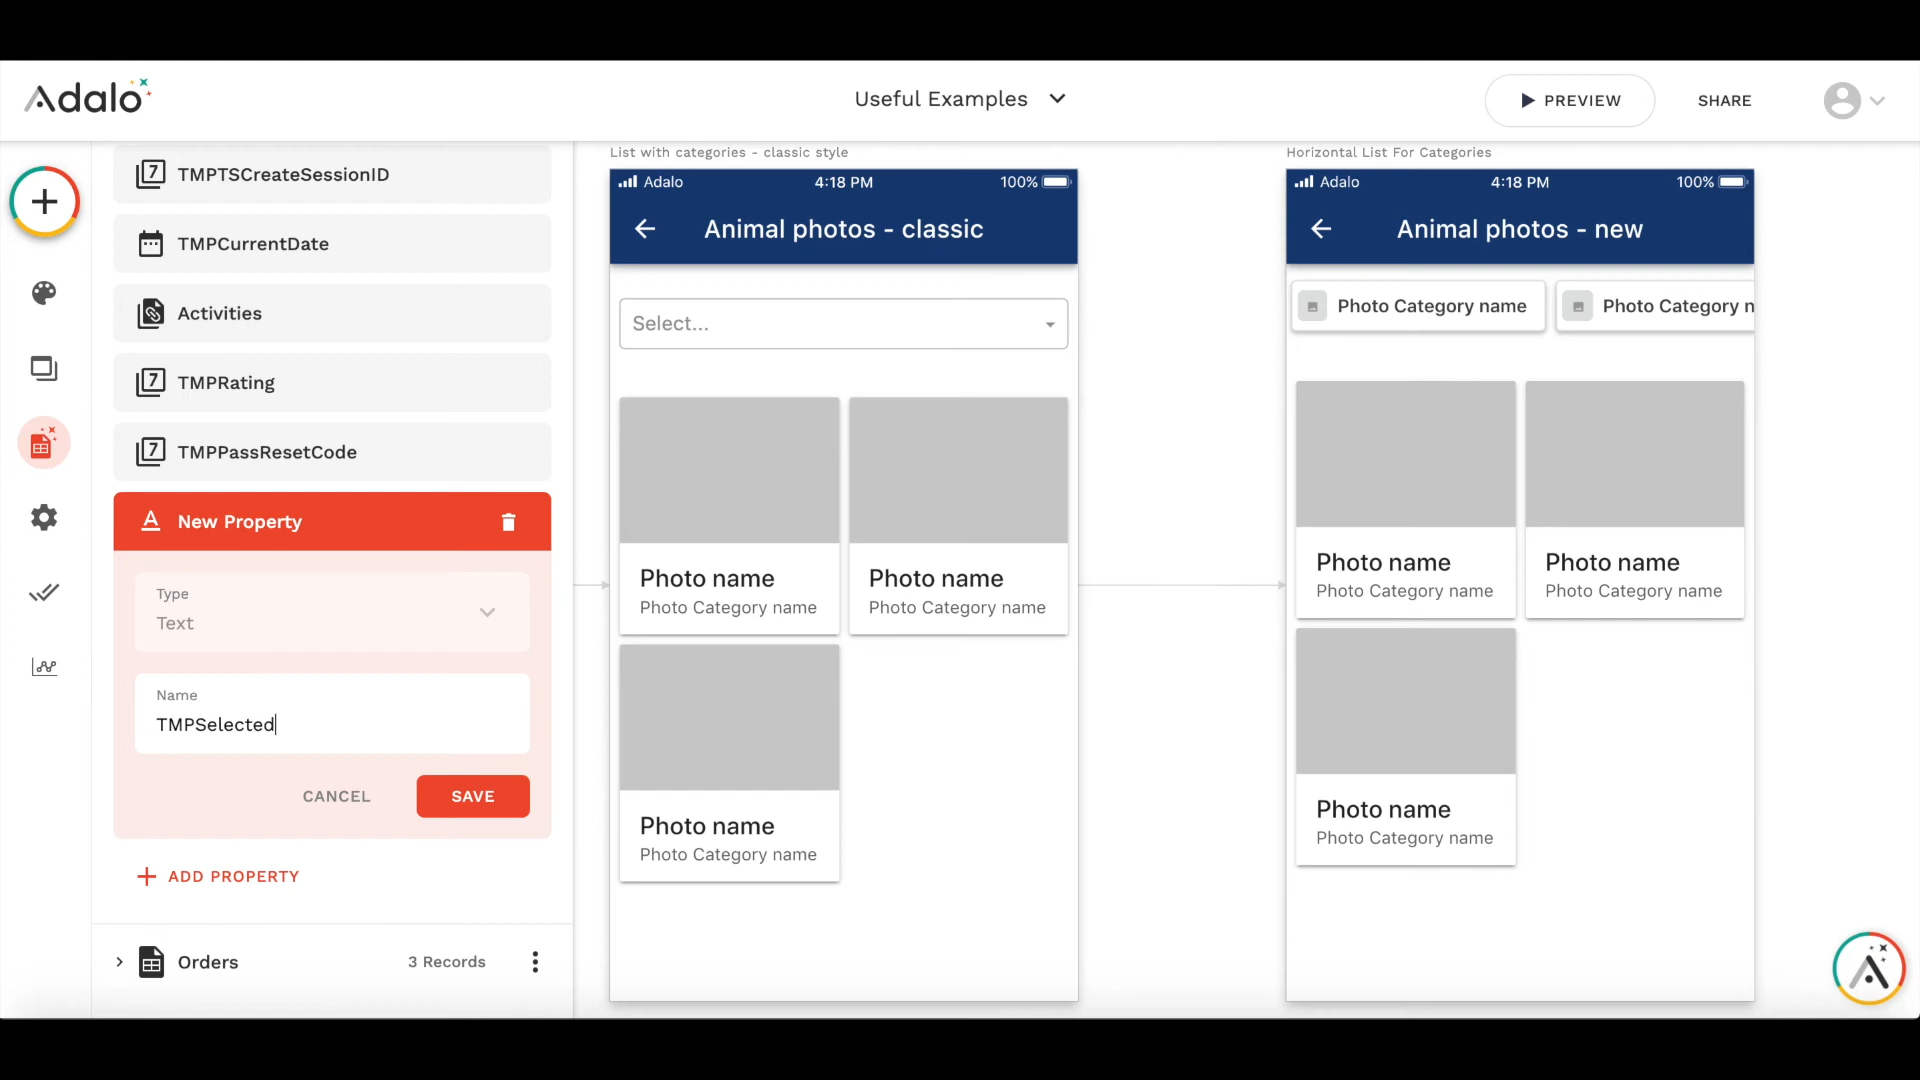 Adalo
Useful Examples
PREVIEW
SHARE
TMPTSCreateSessionID
TMPCurrentDate
Activities
TMPRating
TMPPassResetCode
New Property
Type
Text
Name
TMPSelected
CANCEL
SAVE
ADD PROPERTY
Orders
3 Records
List with categories - classic style
Adalo
4:18 PM
100%
Animal photos - classic
Select...
Photo name
Photo Category name
Photo name
Photo Category name
Photo name
Photo Category name
Horizontal List For Categories
Adalo
4:18 PM
100%
Animal photos - new
Photo Category name
Photo Category n
Photo name
Photo Category name
Photo name
Photo Category name
Photo name
Photo Category name